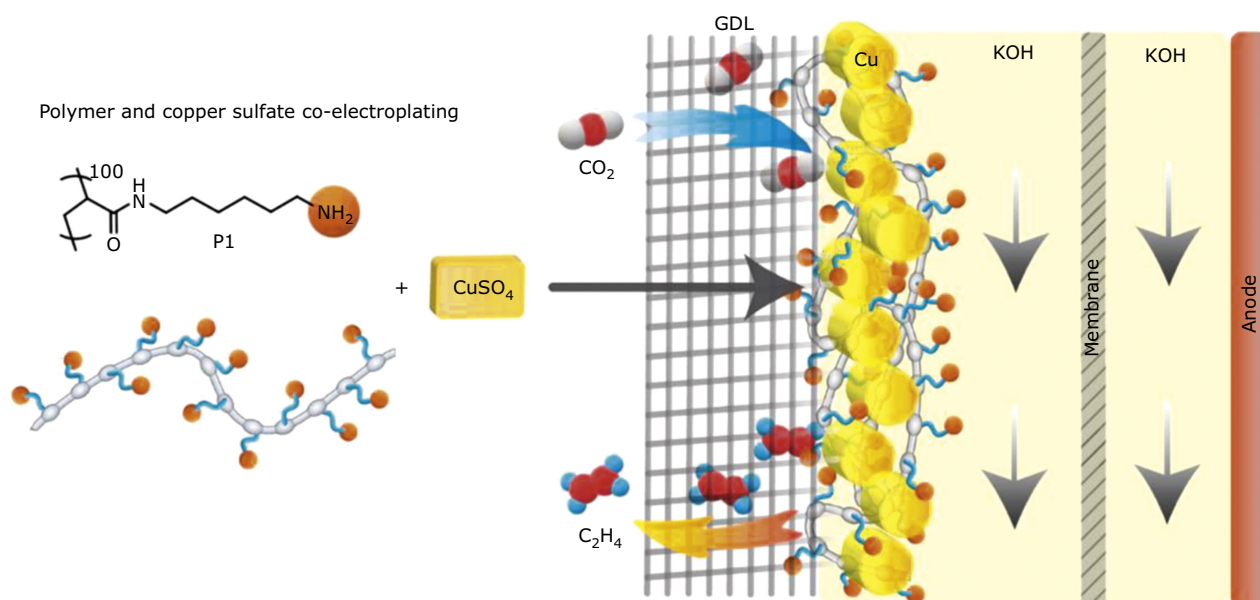 Polymer and copper sulfate co-electroplating
100
H
N
NH₂
O
P1
+
CuSO₄
GDL
CO₂
C₂H₄
Cu
KOH
Membrane
KOH
Anode